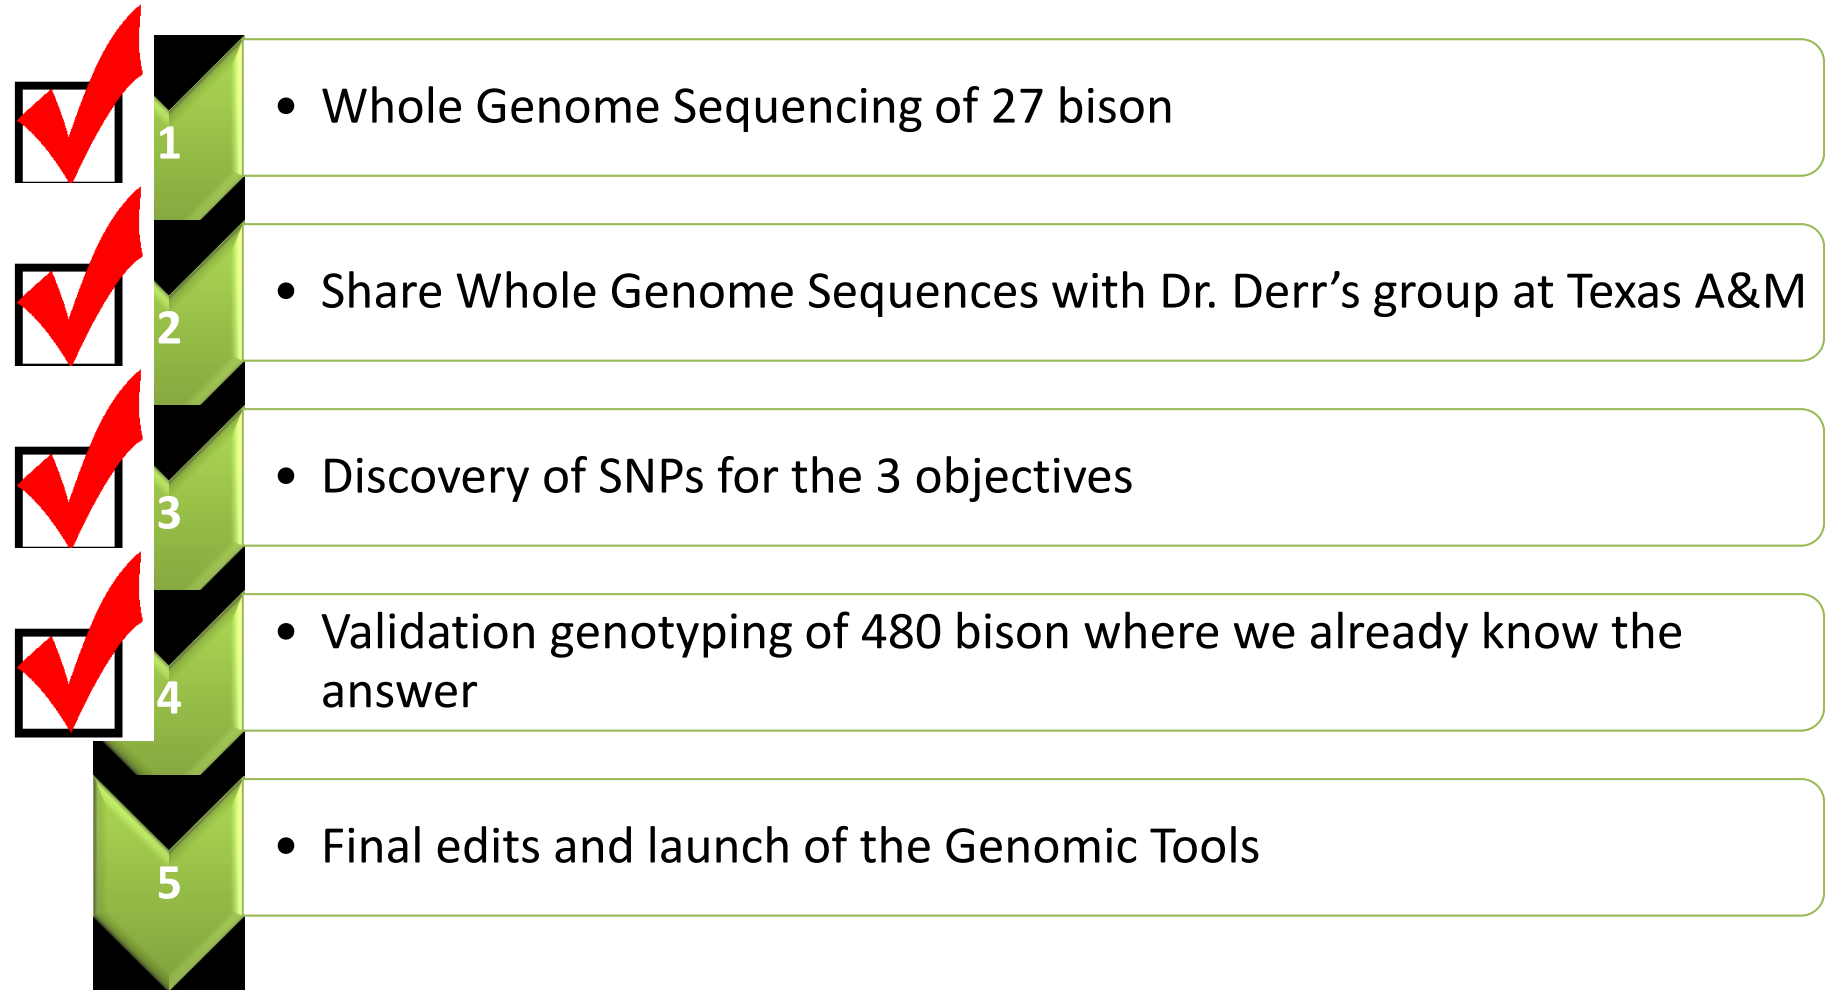 1
• Whole Genome Sequencing of 27 bison
2
• Share Whole Genome Sequences with Dr. Derr’s group at Texas A&M
3
• Discovery of SNPs for the 3 objectives
4
• Validation genotyping of 480 bison where we already know the
answer
5
• Final edits and launch of the Genomic Tools